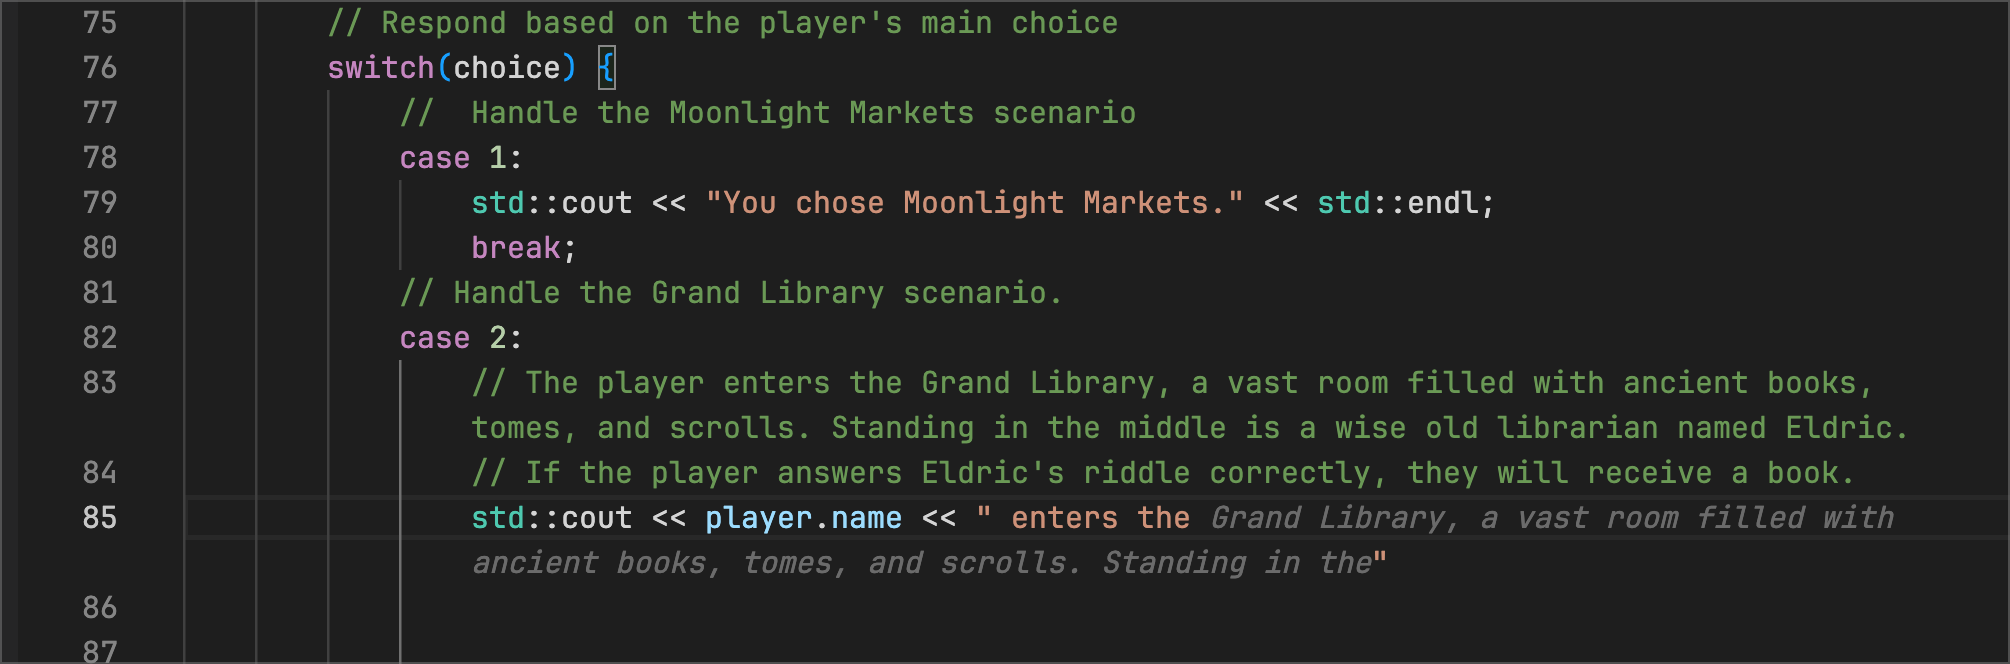 75 // Respond based on the player's main choice
76 switch(choice) {
77 //  Handle the Moonlight Markets scenario
78 case 1:
79 std::cout << "You chose Moonlight Markets." << std::endl;
80 break;
81 // Handle the Grand Library scenario.
82 case 2:
83 // The player enters the Grand Library, a vast room filled with ancient books,
tomes, and scrolls. Standing in the middle is a wise old librarian named Eldric.
84 // If the player answers Eldric's riddle correctly, they will receive a book.
85 std::cout << player.name << " enters the Grand Library, a vast room filled with
ancient books, tomes, and scrolls. Standing in the"
86
87